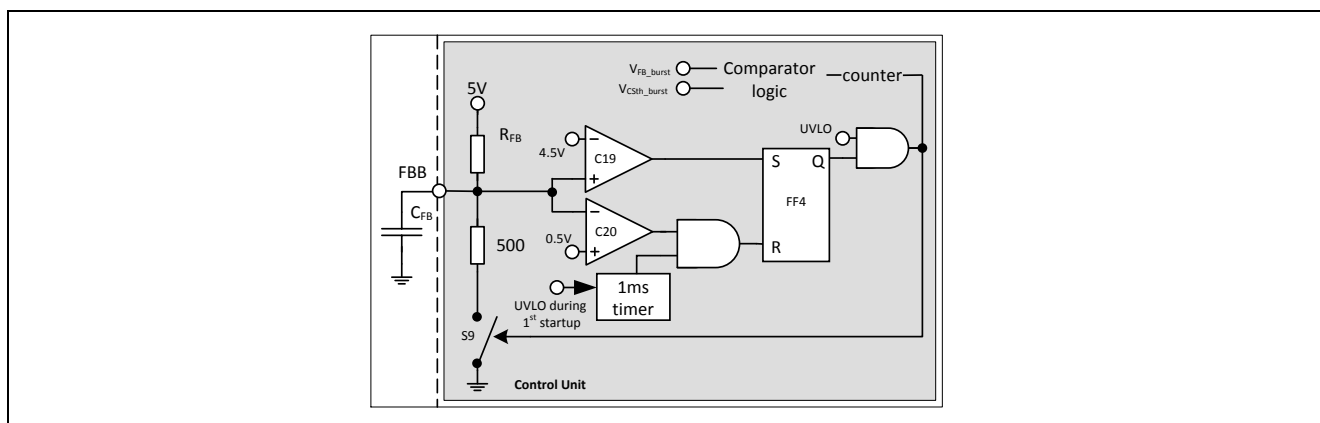 V_FB_burst
Comparator
logic
counter
V_CSth_burst
5V
UVLO
R_FB
4.5V
C19
S
Q
FBB
C_FB
FF4
500
C20
0.5V
R
1ms
timer
UVLO during
1st startup
S9
Control Unit